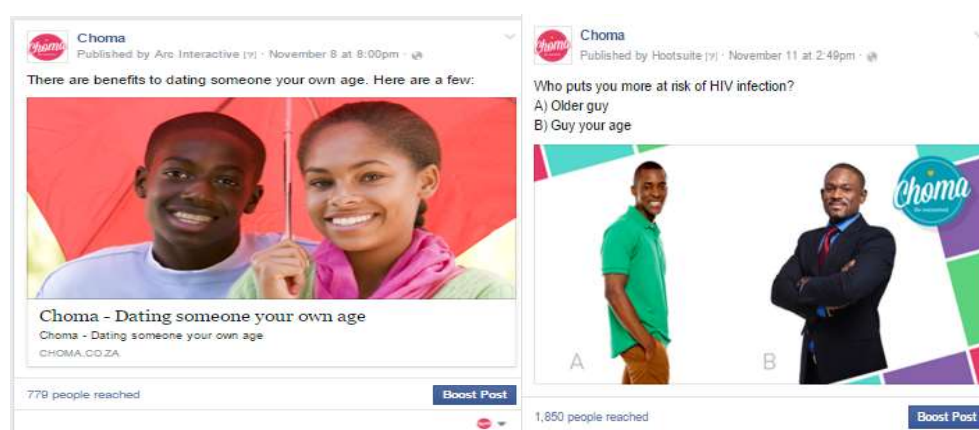 Choma
Choma
Published by Arc Interactive [?] · November 8 at 8:00pm ·
There are benefits to dating someone your own age. Here are a few:
Choma - Dating someone your own age
Choma - Dating someone your own age
CHOMA.CO.ZA
779 people reached
Boost Post
Choma
Choma
Published by Hootsuite [?] · November 11 at 2:49pm ·
Who puts you more at risk of HIV infection?
A) Older guy
B) Guy your age
Choma
A
B
1,850 people reached
Boost Post